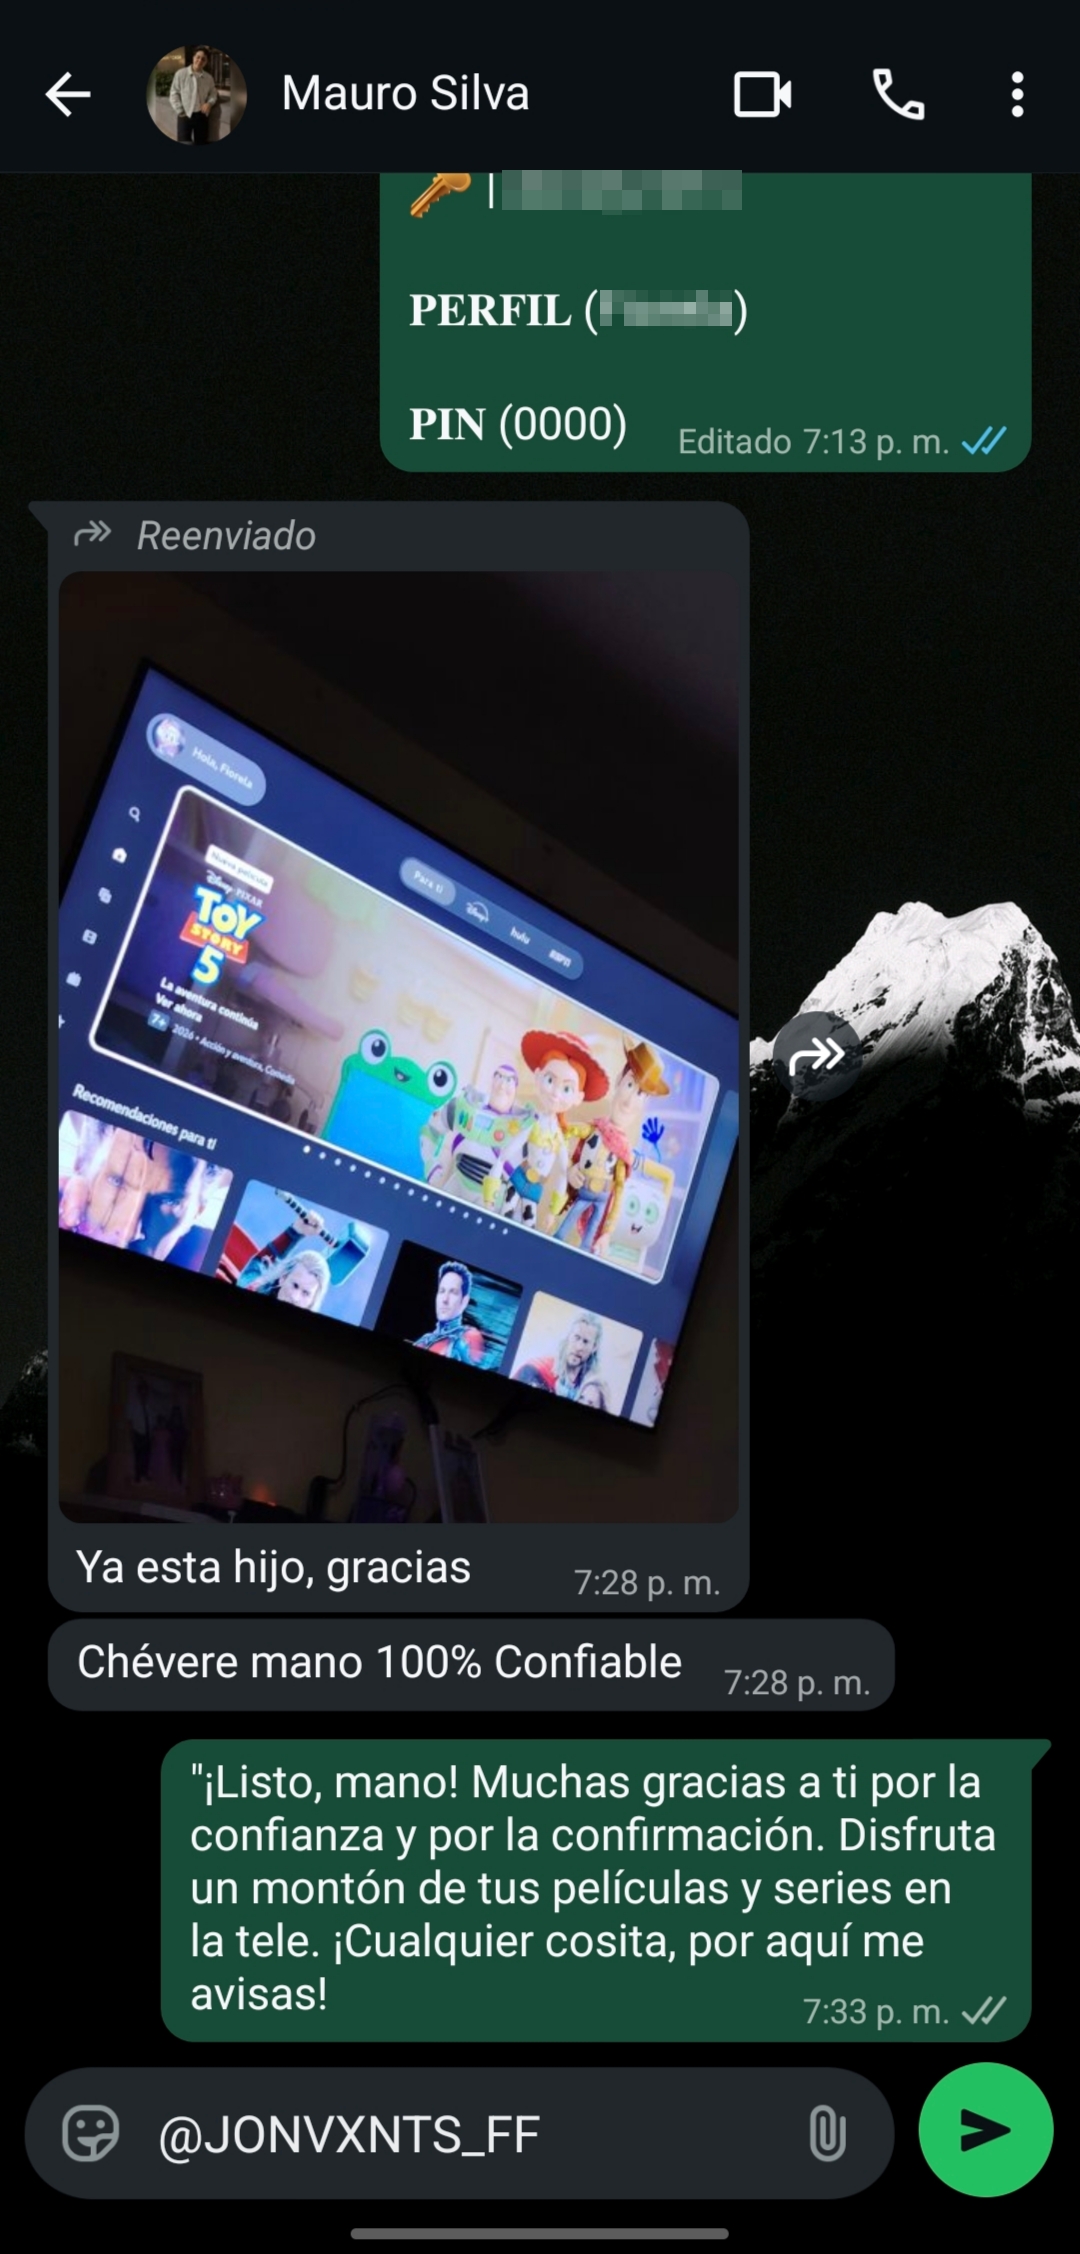 Mauro Silva
PERFIL (
)
PIN (0000)
Editado 7:13 p. m.
Reenviado
Hola, Fiorela
Nueva película
Disney PIXAR
TOY
STORY
5
La aventura continúa
Ver ahora
7+ 2026 • Acción y aventura, Comedia
Para ti
Disney+
hulu
ESPN
Recomendaciones para ti
Ya esta hijo, gracias
7:28 p. m.
Chévere mano 100% Confiable
7:28 p. m.
"¡Listo, mano! Muchas gracias a ti por la
confianza y por la confirmación. Disfruta
un montón de tus películas y series en
la tele. ¡Cualquier cosita, por aquí me
avisas!
7:33 p. m.
@JONVXNTS_FF